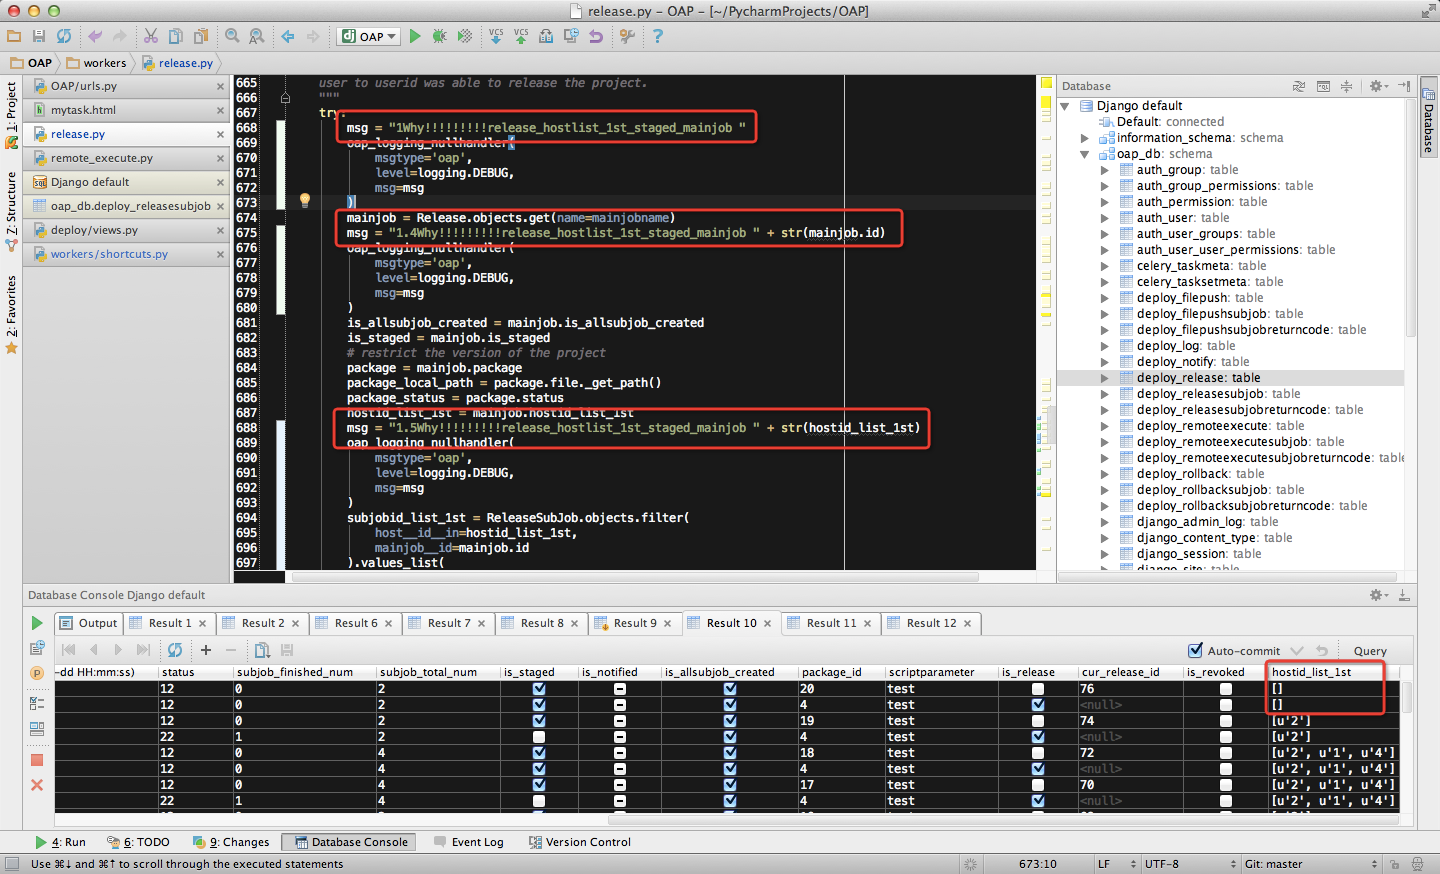 release.py – OAP – [~/PycharmProjects/OAP]
OAP
OAP workers release.py
1: Project
Z: Structure
2: Favorites
OAP/urls.py
mytask.html
release.py
remote_execute.py
Django default
oap_db.deploy_releasesubjob
deploy/views.py
workers/shortcuts.py
665 user to userid was able to release the project.
666 """
667 try:
668 msg = "1Why!!!!!!!!!release_hostlist_1st_staged_mainjob "
669 oap_logging_nullhandler(
670 msgtype='oap',
671 level=logging.DEBUG,
672 msg=msg
673 )
674 mainjob = Release.objects.get(name=mainjobname)
675 msg = "1.4Why!!!!!!!!!release_hostlist_1st_staged_mainjob " + str(mainjob.id)
676 oap_logging_nullhandler(
677 msgtype='oap',
678 level=logging.DEBUG,
679 msg=msg
680 )
681 is_allsubjob_created = mainjob.is_allsubjob_created
682 is_staged = mainjob.is_staged
683 # restrict the version of the project
684 package = mainjob.package
685 package_local_path = package.file._get_path()
686 package_status = package.status
687 hostid_list_1st = mainjob.hostid_list_1st
688 msg = "1.5Why!!!!!!!!!release_hostlist_1st_staged_mainjob " + str(hostid_list_1st)
689 oap_logging_nullhandler(
690 msgtype='oap',
691 level=logging.DEBUG,
692 msg=msg
693 )
694 subjobid_list_1st = ReleaseSubJob.objects.filter(
695 host__id__in=hostid_list_1st,
696 mainjob__id=mainjob.id
697 ).values_list(
Database
Django default
Default: connected
information_schema: schema
oap_db: schema
auth_group: table
auth_group_permissions: table
auth_permission: table
auth_user: table
auth_user_groups: table
auth_user_user_permissions: table
celery_taskmeta: table
celery_tasksetmeta: table
deploy_filepush: table
deploy_filepushsubjob: table
deploy_filepushsubjobreturncode: table
deploy_log: table
deploy_notify: table
deploy_release: table
deploy_releasesubjob: table
deploy_releasesubjobreturncode: table
deploy_remoteexecute: table
deploy_remoteexecutesubjob: table
deploy_remoteexecutesubjobreturncode: table
deploy_rollback: table
deploy_rollbacksubjob: table
deploy_rollbacksubjobreturncode: table
django_admin_log: table
django_content_type: table
django_session: table
django_site: table
Database
Database Console Django default
Output Result 1 Result 2 Result 6 Result 7 Result 8 Result 9 Result 10 Result 11 Result 12
Auto-commit Query
-dd HH:mm:ss) status subjob_finished_num subjob_total_num is_staged is_notified is_allsubjob_created package_id scriptparameter is_release cur_release_id is_revoked hostid_list_1st
12 0 2 20 test 76 []
12 0 2 4 test <null> []
12 0 2 19 test 74 [u'2']
22 1 2 4 test <null> [u'2']
12 0 4 18 test 72 [u'2', u'1', u'4']
12 0 4 4 test <null> [u'2', u'1', u'4']
12 0 4 17 test 70 [u'2', u'1', u'4']
22 1 4 4 test <null> [u'2', u'1', u'4']
4: Run 6: TODO 9: Changes Database Console Event Log Version Control
Use ⌘↓ and ⌘↑ to scroll through the executed statements 673:10 LF UTF-8 Git: master